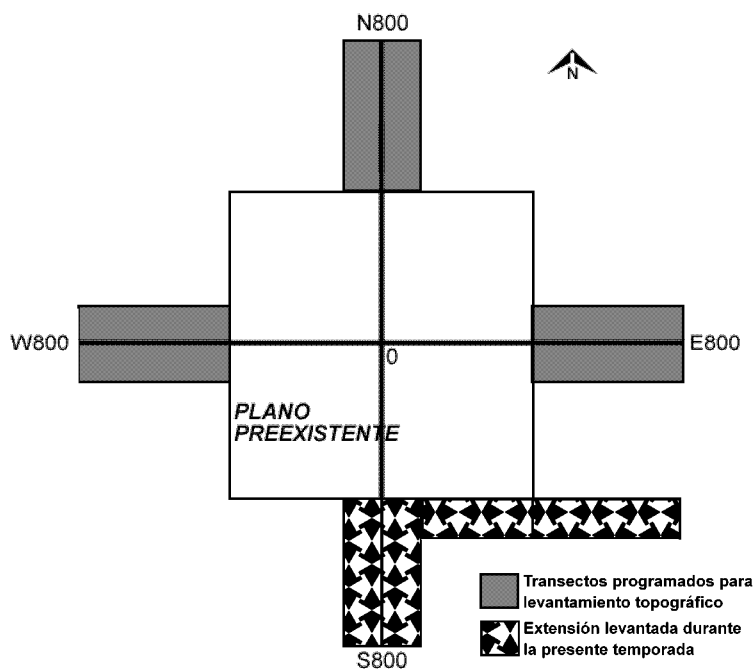 N800
N
W800
0
E800
PLANO
PREEXISTENTE
Transectos programados para
levantamiento topográfico
Extensión levantada durante
la presente temporada
S800